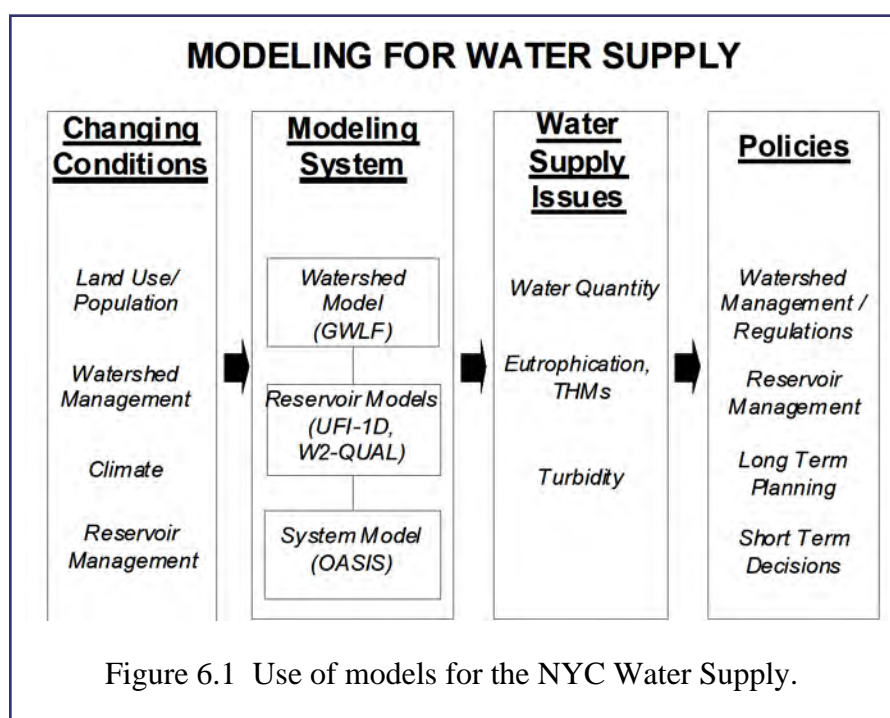 MODELING FOR WATER SUPPLY
Changing
Conditions
Land Use/
Population
Watershed
Management
Climate
Reservoir
Management
Modeling
System
Watershed
Model
(GWLF)
Reservoir Models
(UFI-1D,
W2-QUAL)
System Model
(OASIS)
Water
Supply
Issues
Water Quantity
Eutrophication,
THMs
Turbidity
Policies
Watershed
Management /
Regulations
Reservoir
Management
Long Term
Planning
Short Term
Decisions
Figure 6.1 Use of models for the NYC Water Supply.